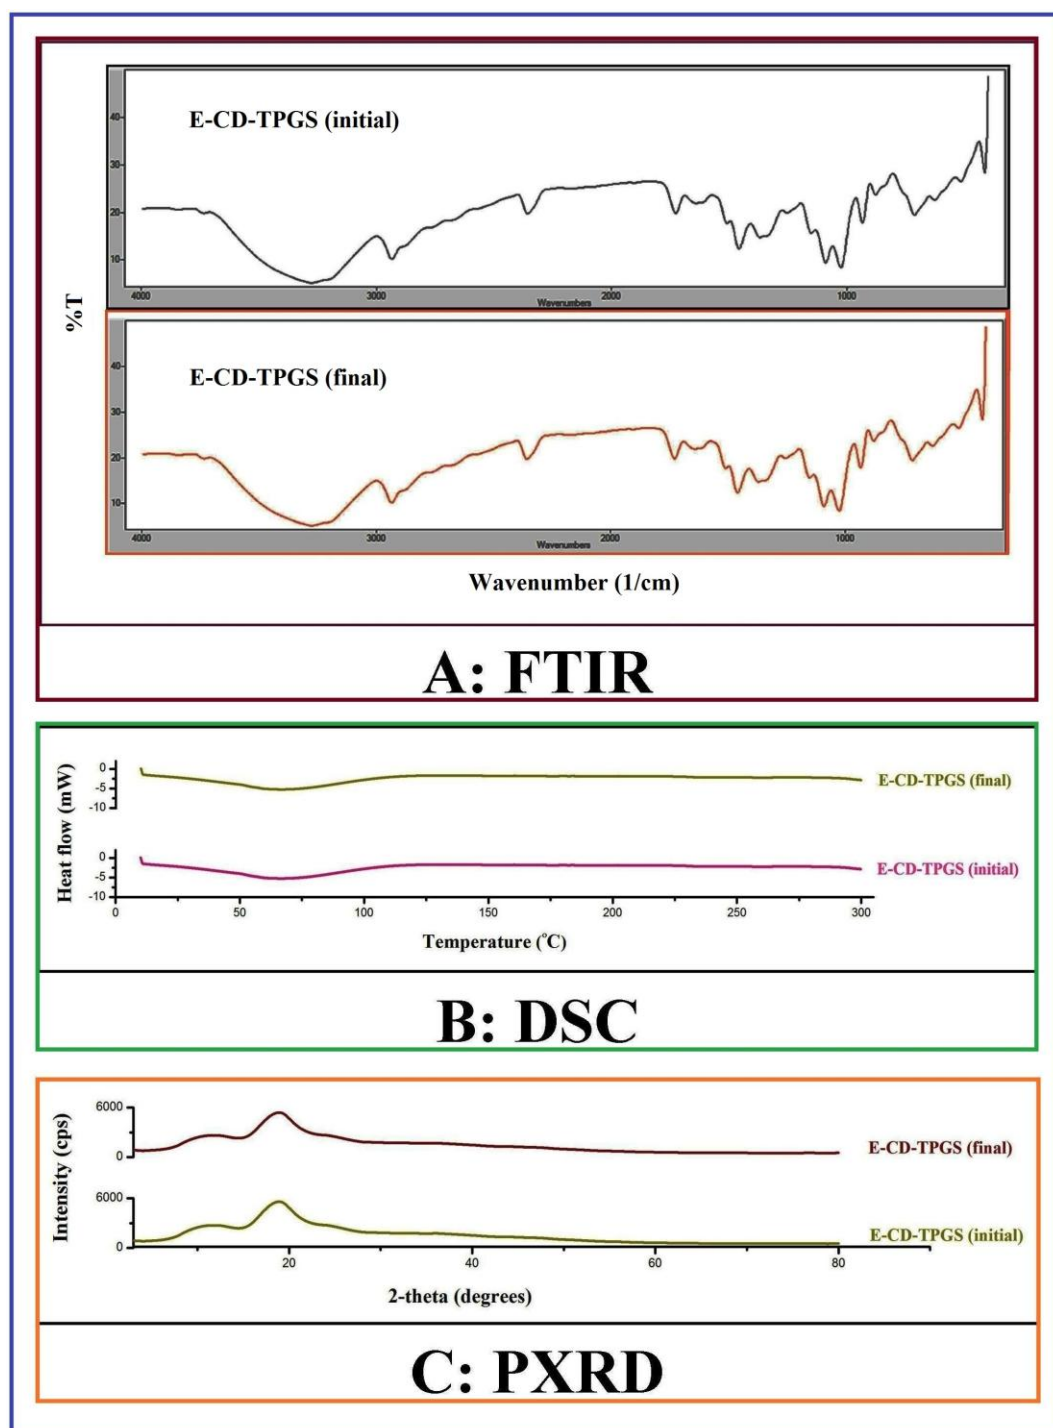 E-CD-TPGS (initial)
40
30
20
10
4000 3000 2000 1000
Wavenumbers
%T
E-CD-TPGS (final)
40
30
20
10
4000 3000 2000 1000
Wavenumbers
Wavenumber (1/cm)
A: FTIR
Heat flow (mW)
0
-5
-10
E-CD-TPGS (final)
0
-5
-10
E-CD-TPGS (initial)
0 50 100 150 200 250 300
Temperature (°C)
B: DSC
Intensity (cps)
6000
0
E-CD-TPGS (final)
6000
0
E-CD-TPGS (initial)
20 40 60 80
2-theta (degrees)
C: PXRD